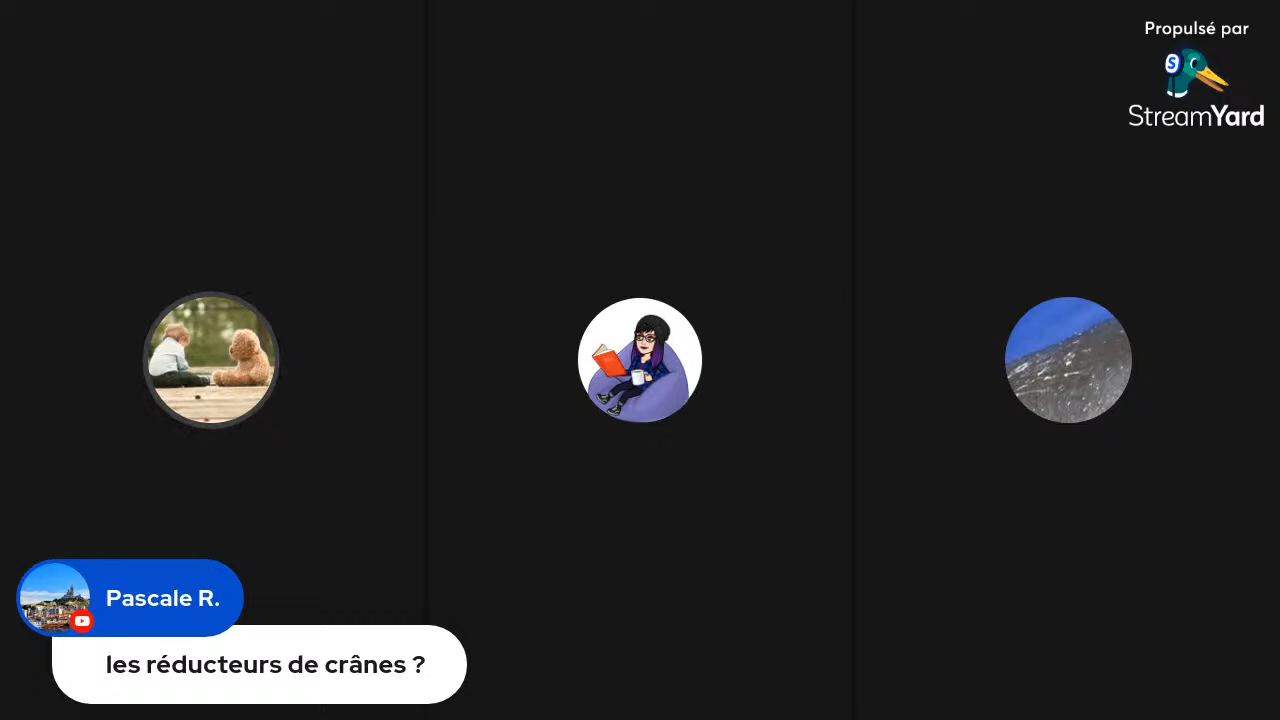 Propulsé par
S
StreamYard
Pascale R.
les réducteurs de crânes ?